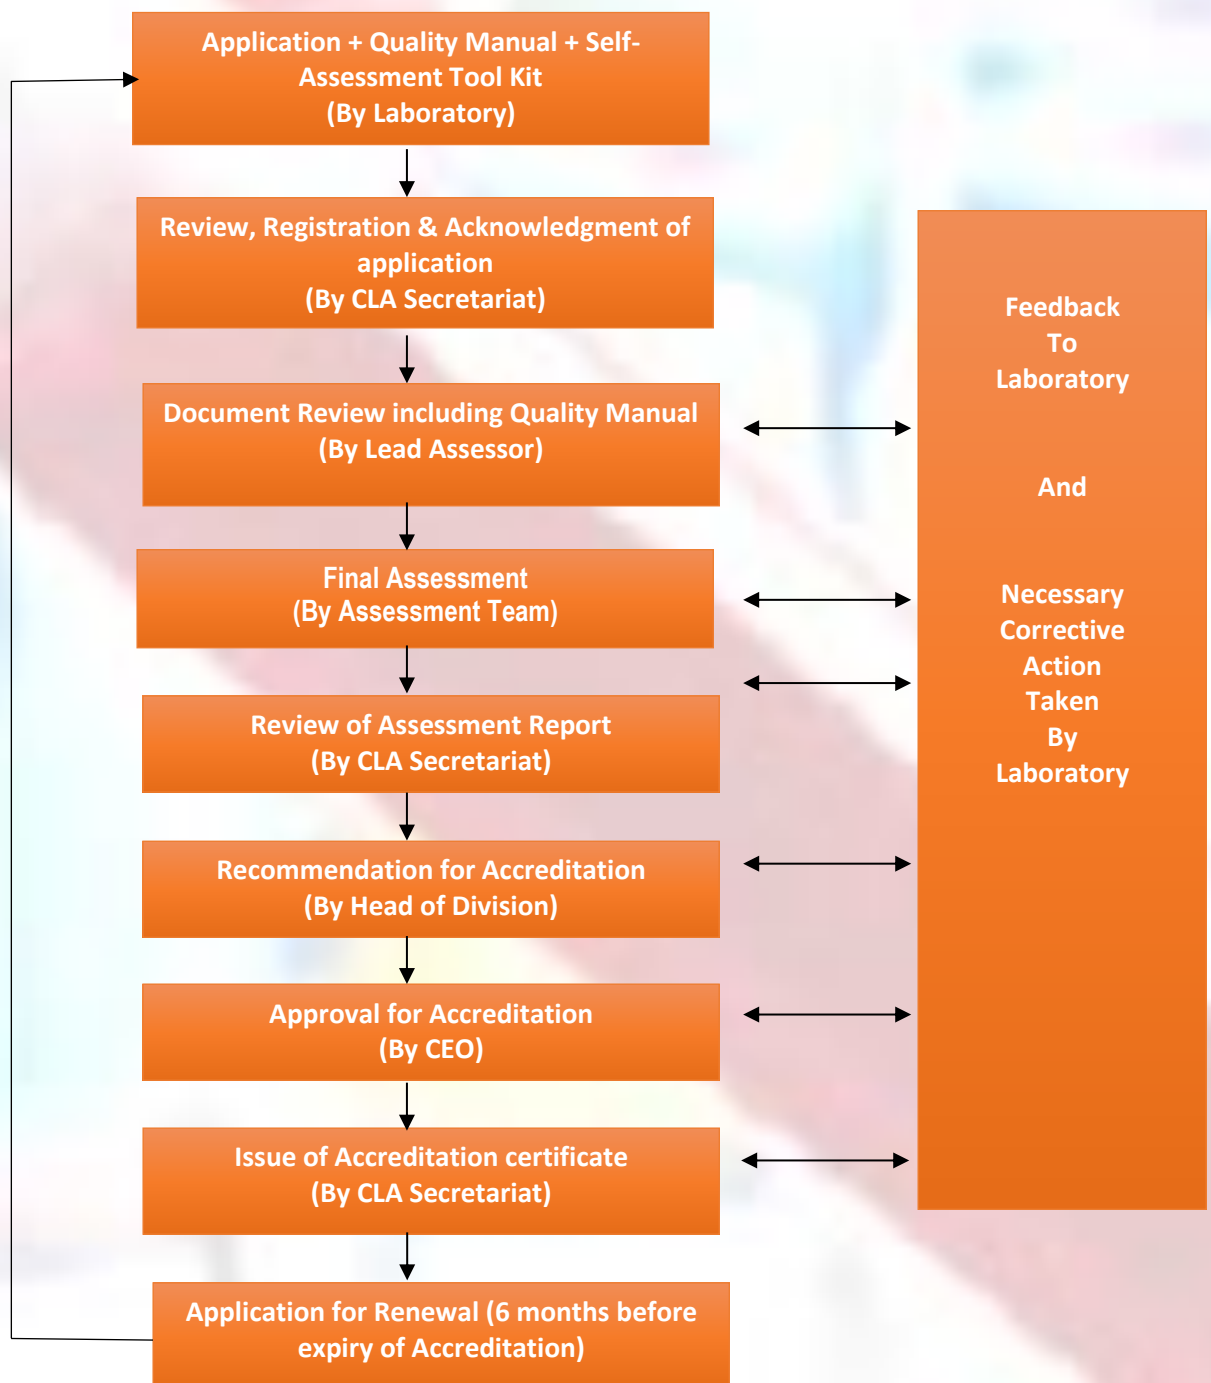 Application + Quality Manual + Self-
Assessment Tool Kit
(By Laboratory)
Review, Registration & Acknowledgment of
application
(By CLA Secretariat)
Document Review including Quality Manual
(By Lead Assessor)
Final Assessment
(By Assessment Team)
Review of Assessment Report
(By CLA Secretariat)
Recommendation for Accreditation
(By Head of Division)
Approval for Accreditation
(By CEO)
Issue of Accreditation certificate
(By CLA Secretariat)
Application for Renewal (6 months before
expiry of Accreditation)
Feedback
To
Laboratory
And
Necessary
Corrective
Action
Taken
By
Laboratory